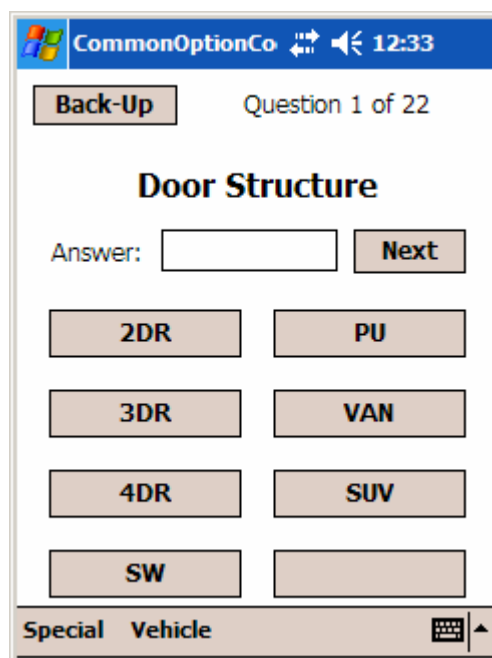 CommonOptionCo 12:33
Back-Up Question 1 of 22
Door Structure
Answer: Next
2DR PU
3DR VAN
4DR SUV
SW
Special Vehicle